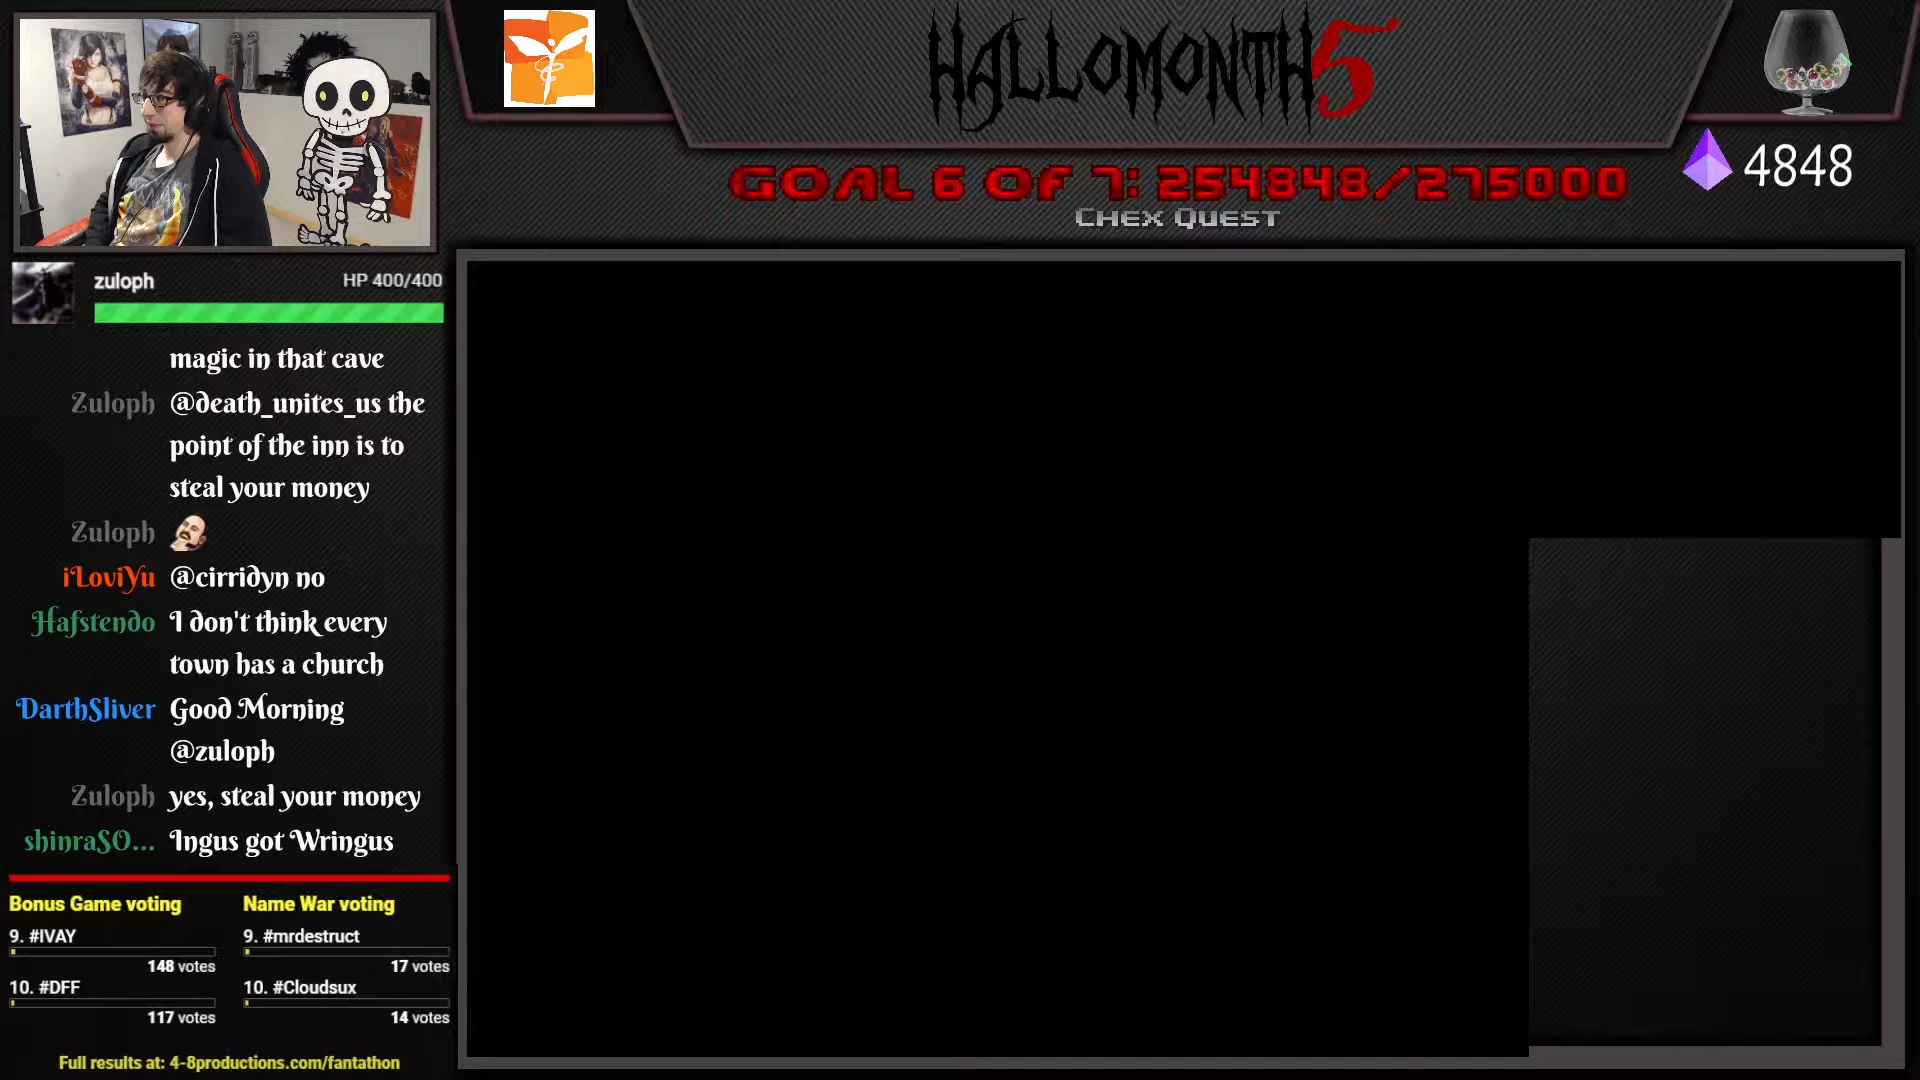 HALLOMONTH5
GOAL 6 OF 7: 254848/275000
Chex Quest
4848
zuloph HP 400/400
magic in that cave
Zuloph @death_unites_us the
point of the inn is to
steal your money
Zuloph
iLoviYu @cirridyn no
Hafstendo I don't think every
town has a church
DarthSliver Good Morning
@zuloph
Zuloph yes, steal your money
shinraSO... Ingus got Wringus
Bonus Game voting
9. #IVAY
148 votes
10. #DFF
117 votes
Name War voting
9. #mrdestruct
17 votes
10. #Cloudsux
14 votes
Full results at: 4-8productions.com/fantathon